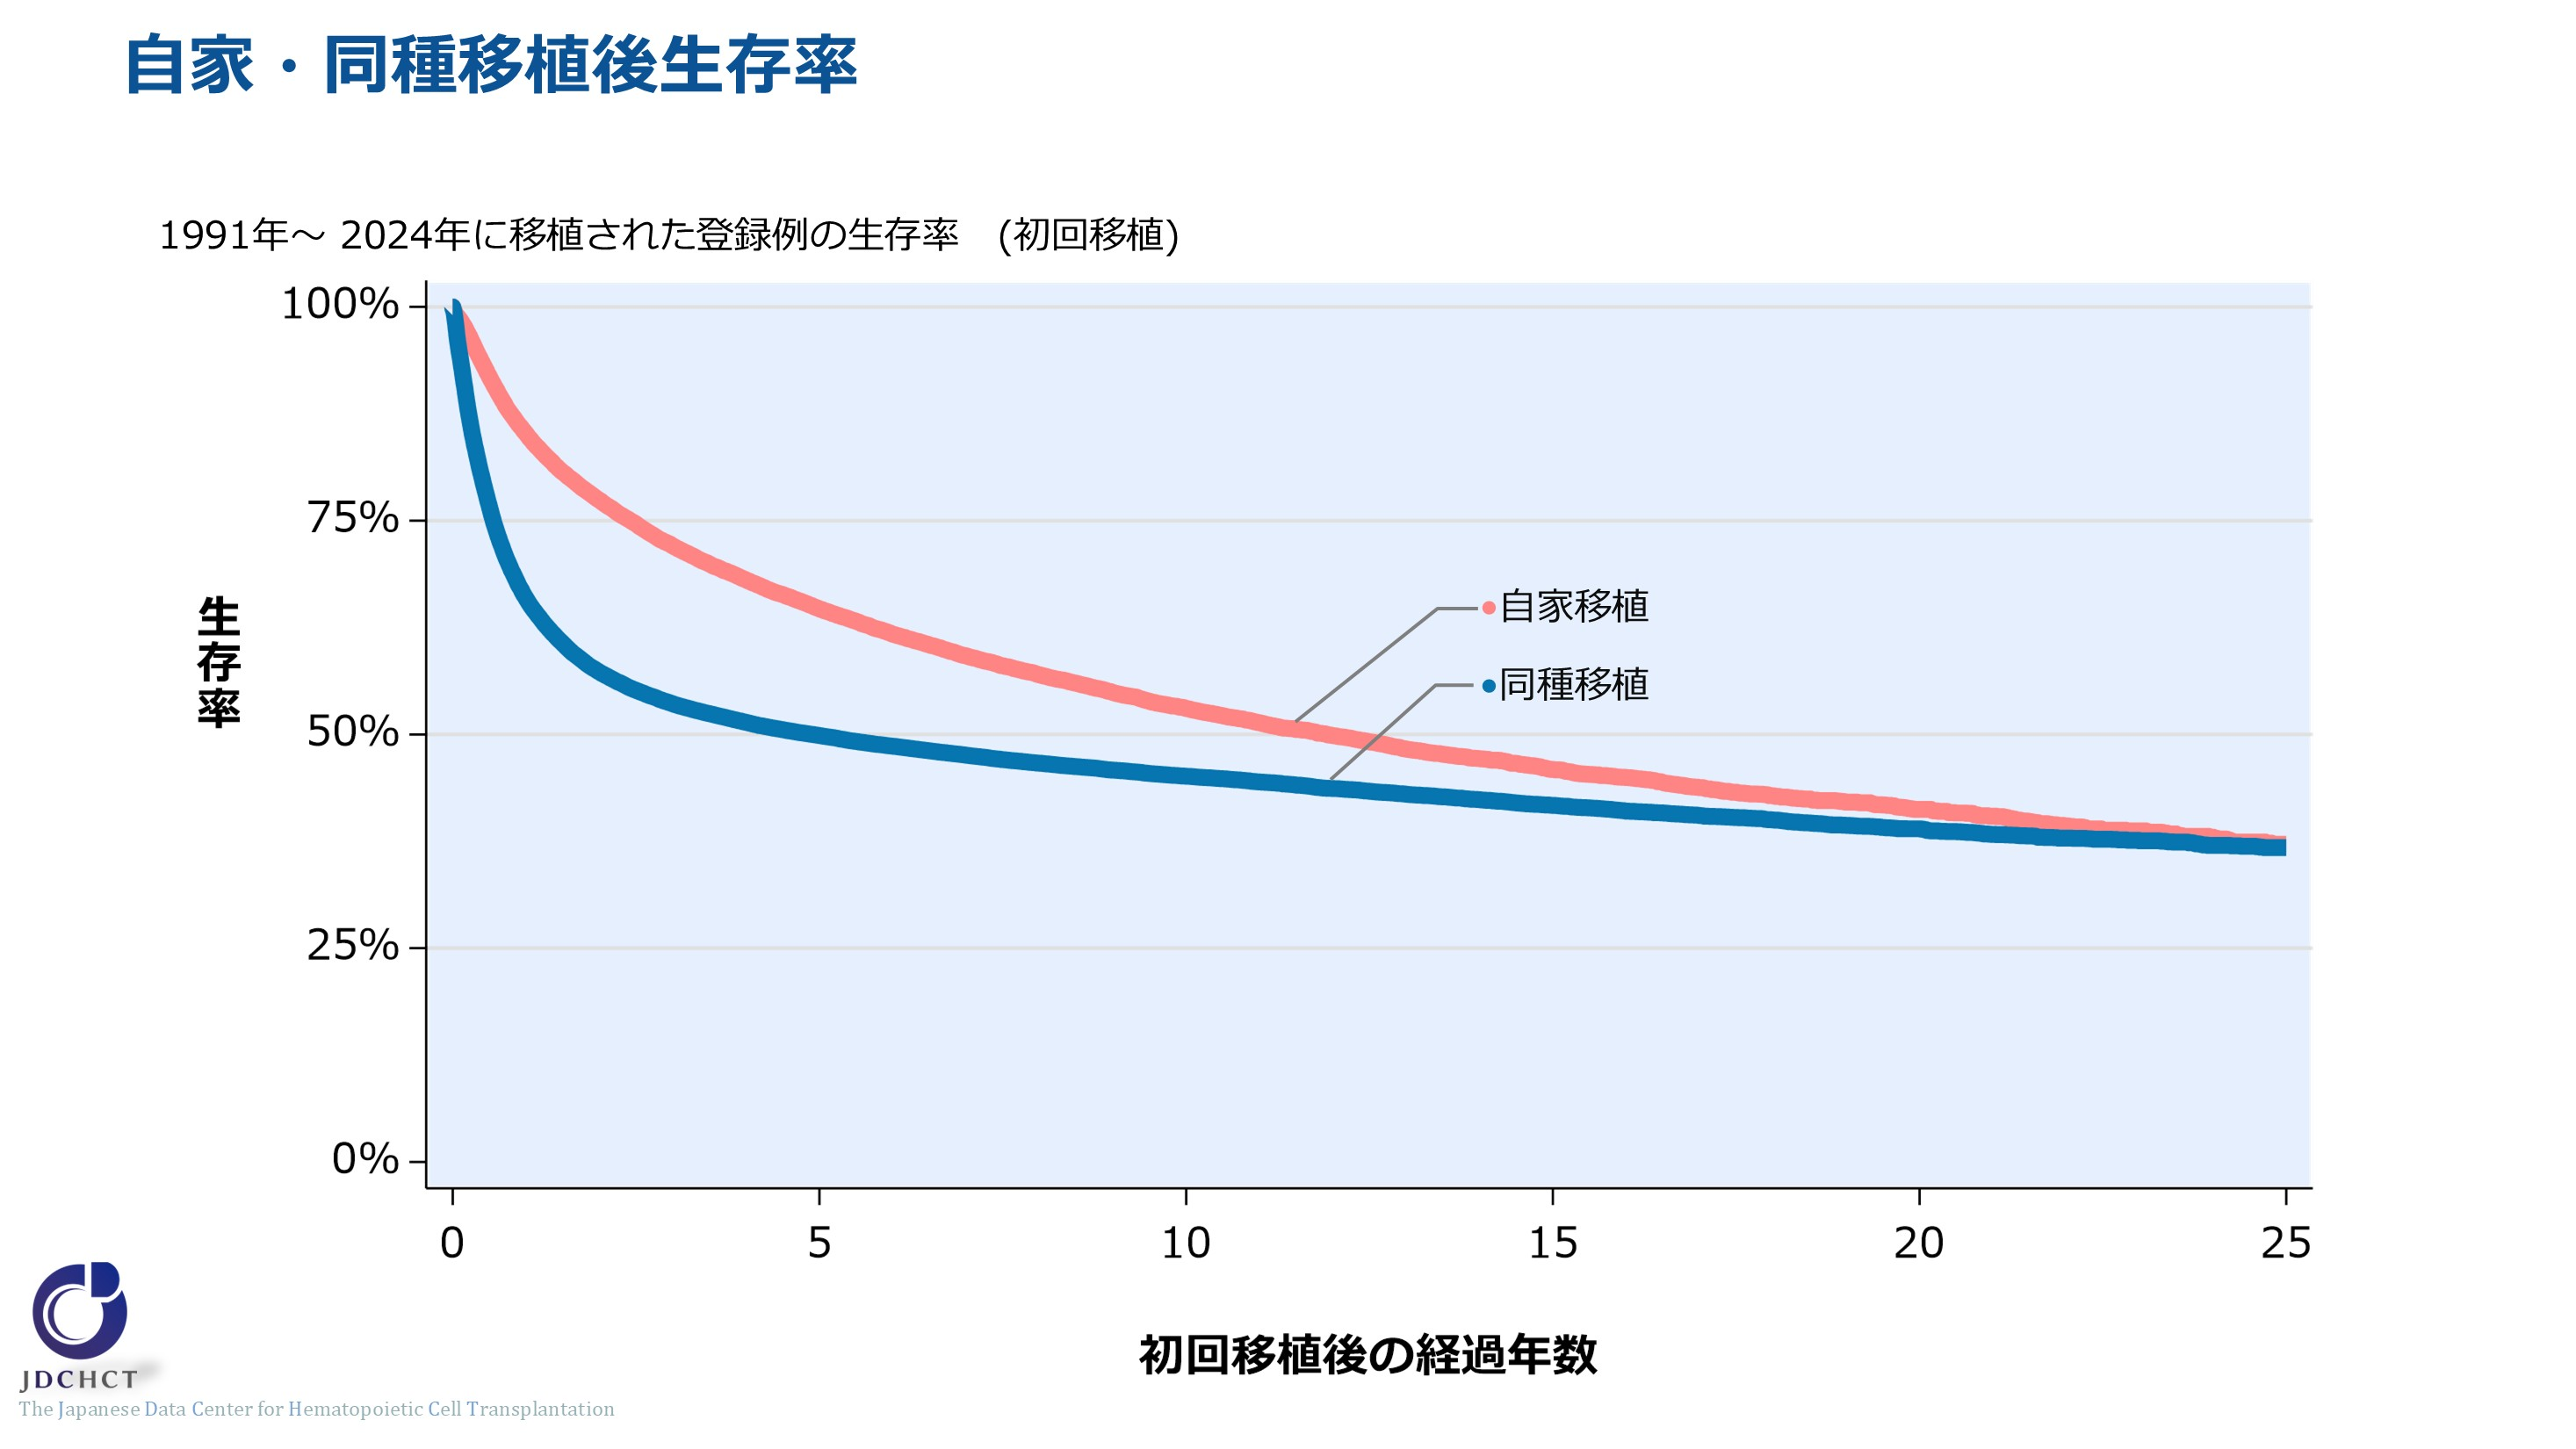 自家・同種移植後生存率
1991年～ 2024年に移植された登録例の生存率　(初回移植)
100%
75%
50%
25%
0%
生存率
自家移植
同種移植
0 5 10 15 20 25
初回移植後の経過年数
JDCHCT
The Japanese Data Center for Hematopoietic Cell Transplantation